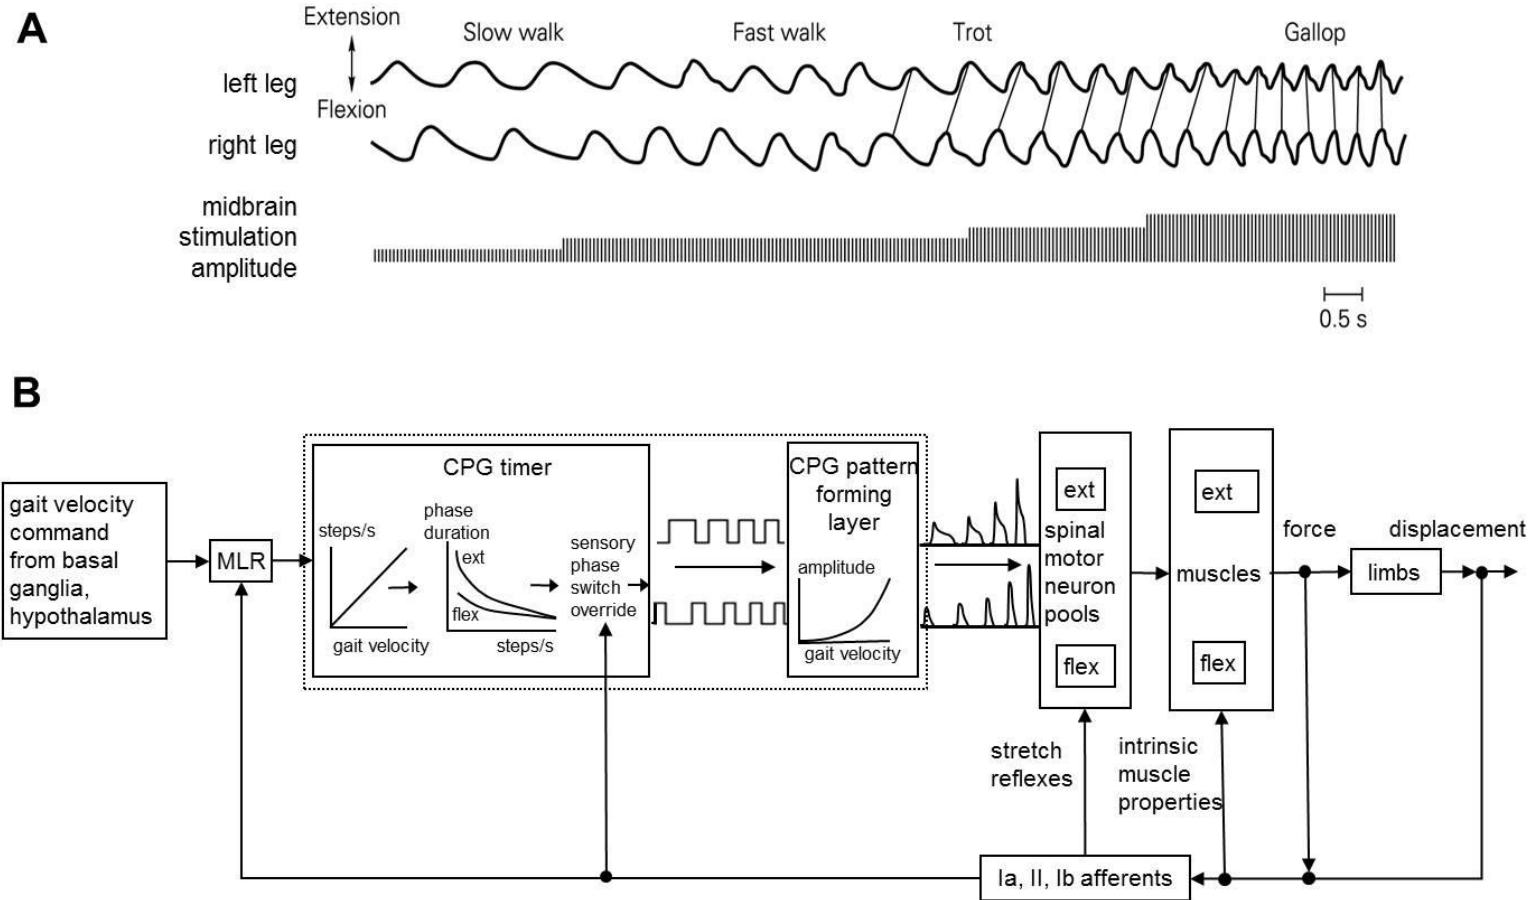 A
Extension
Flexion
Slow walk
Fast walk
Trot
Gallop
left leg
right leg
midbrain
stimulation
amplitude
0.5 s
B
gait velocity
command
from basal
ganglia,
hypothalamus
MLR
CPG timer
steps/s
gait velocity
phase
duration
ext
flex
steps/s
sensory
phase
switch
override
CPG pattern
forming
layer
amplitude
gait velocity
ext
spinal
motor
neuron
pools
flex
ext
muscles
flex
force
limbs
displacement
stretch
reflexes
intrinsic
muscle
properties
Ia, II, Ib afferents